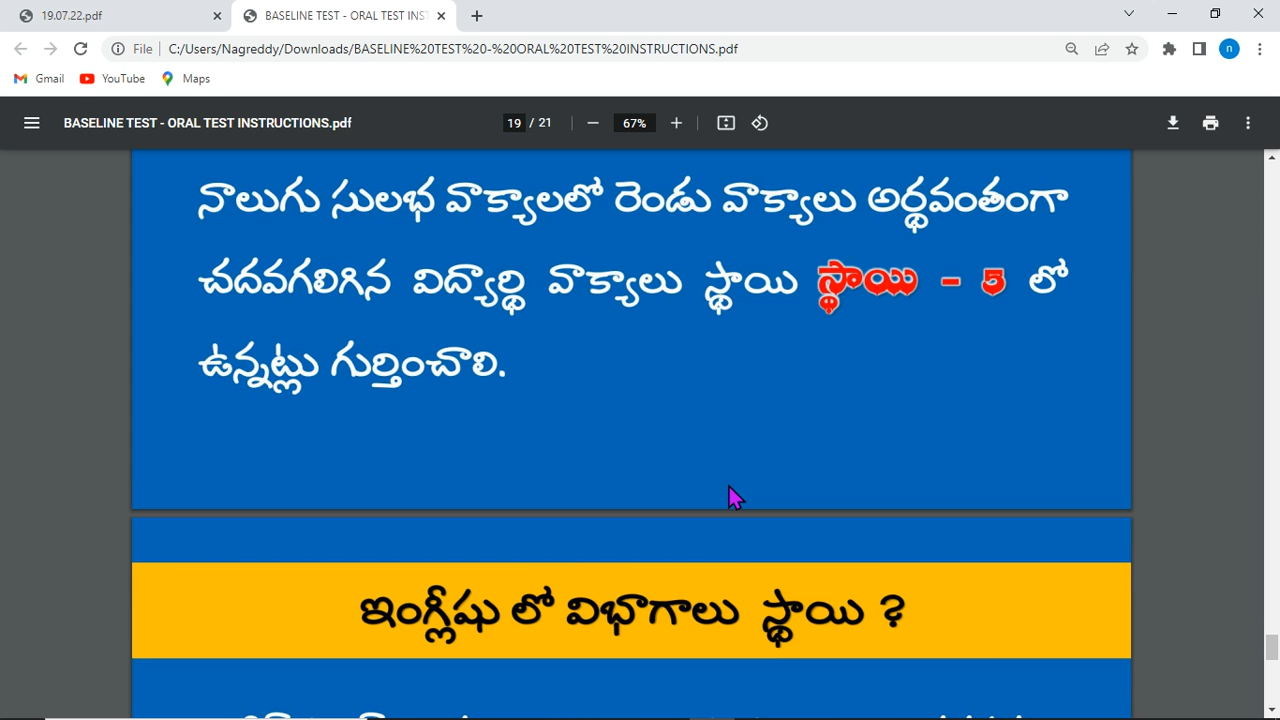 19.07.22.pdf
BASELINE TEST - ORAL TEST INST
File C:/Users/Nagreddy/Downloads/BASELINE%20TEST%20-%20ORAL%20TEST%20INSTRUCTIONS.pdf
n
Gmail YouTube Maps
BASELINE TEST - ORAL TEST INSTRUCTIONS.pdf 19 / 21 67%
నాలుగు సులభ వాక్యాలలో రెండు వాక్యాలు అర్థవంతంగా
చదవగలిగిన విద్యార్థి వాక్యాలు స్థాయి స్థాయి - 5 లో
ఉన్నట్లు గుర్తించాలి.
ఇంగ్లీషు లో విభాగాలు స్థాయి ?